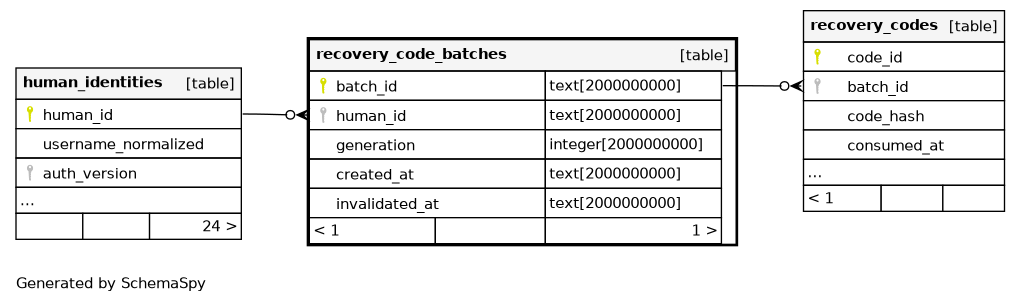 human_identities [table]
human_id
username_normalized
auth_version
...
24 >
recovery_code_batches [table]
batch_id text[2000000000]
human_id text[2000000000]
generation integer[2000000000]
created_at text[2000000000]
invalidated_at text[2000000000]
< 1 1 >
recovery_codes [table]
code_id
batch_id
code_hash
consumed_at
...
< 1
Generated by SchemaSpy